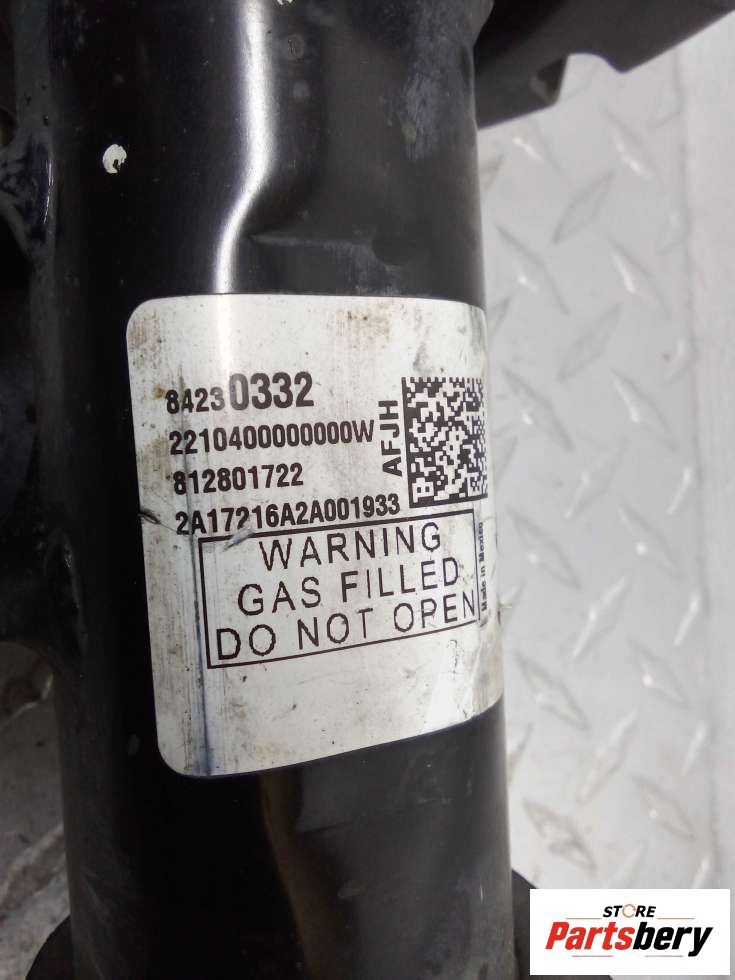 84230332
2210400000000W
812801722
2A17216A2A001933
AFJH
WARNING
GAS FILLED
DO NOT OPEN
Made in Mexico
STORE
Partsbery